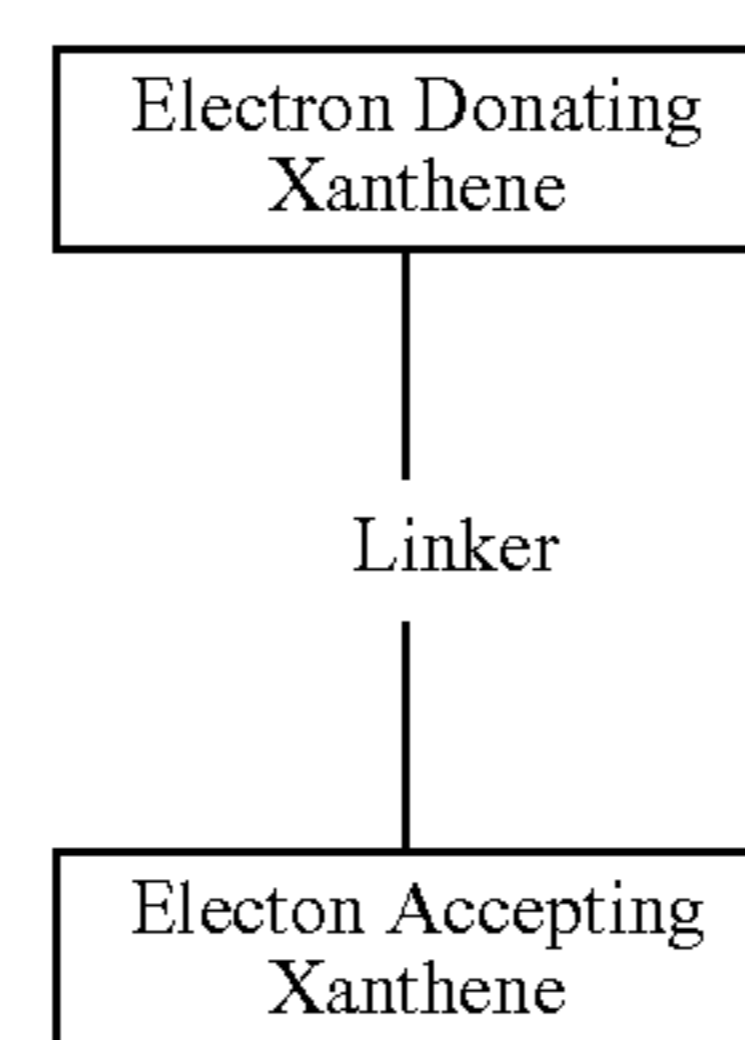 Electron Donating
Xanthene
Linker
Electon Accepting
Xanthene